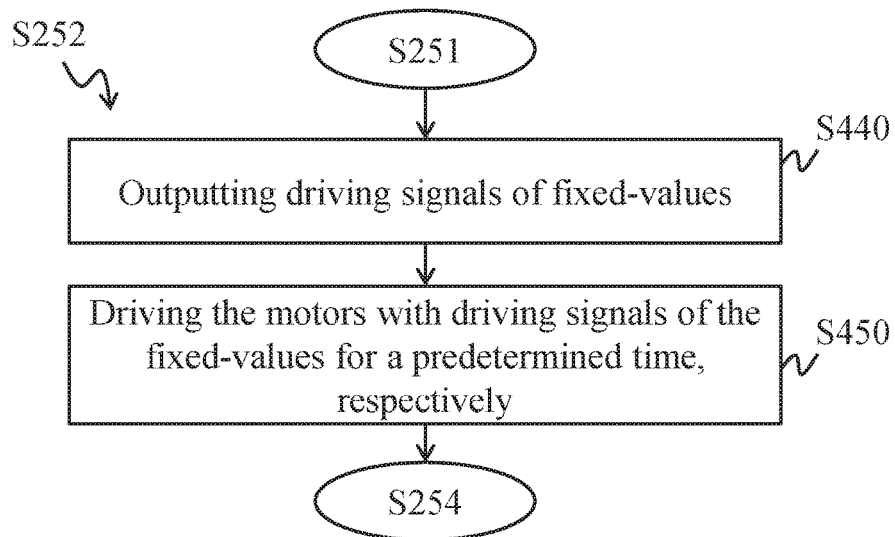 S252
S251
S440
Outputting driving signals of fixed-values
Driving the motors with driving signals of the
fixed-values for a predetermined time,
respectively
S450
S254